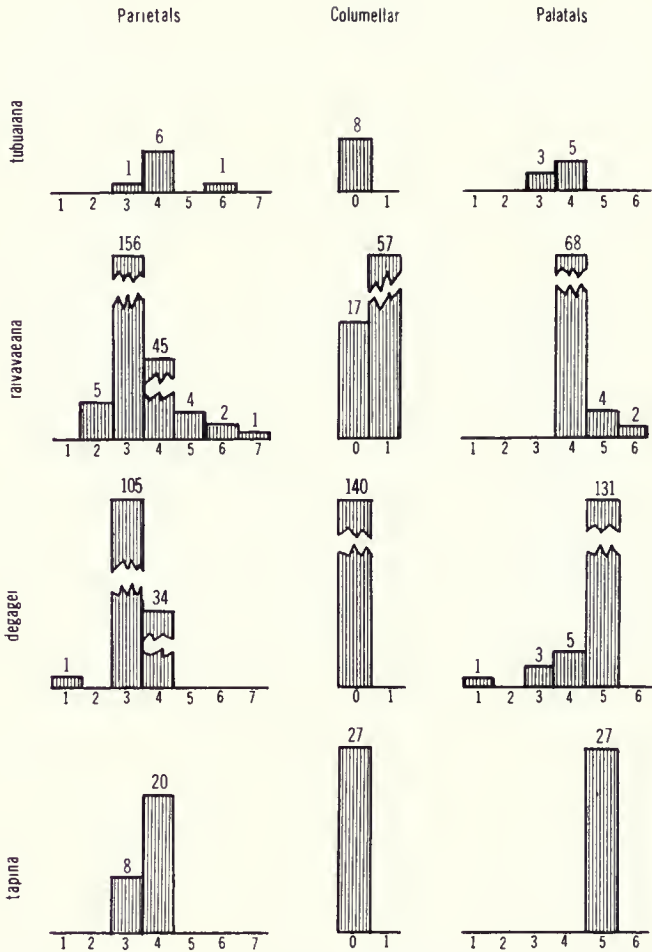 Parietals Columellar Palatals
tubuaiana
1 6 1
8
3 5
1 2 3 4 5 6 7
0 1
1 2 3 4 5 6
raivavaeana
5 156 45 4 2 1
17 57
68 4 2
1 2 3 4 5 6 7
0 1
1 2 3 4 5 6
degagei
1 105 34
140
1 3 5 131
1 2 3 4 5 6 7
0 1
1 2 3 4 5 6
tapina
8 20
27
27
1 2 3 4 5 6 7
0 1
1 2 3 4 5 6